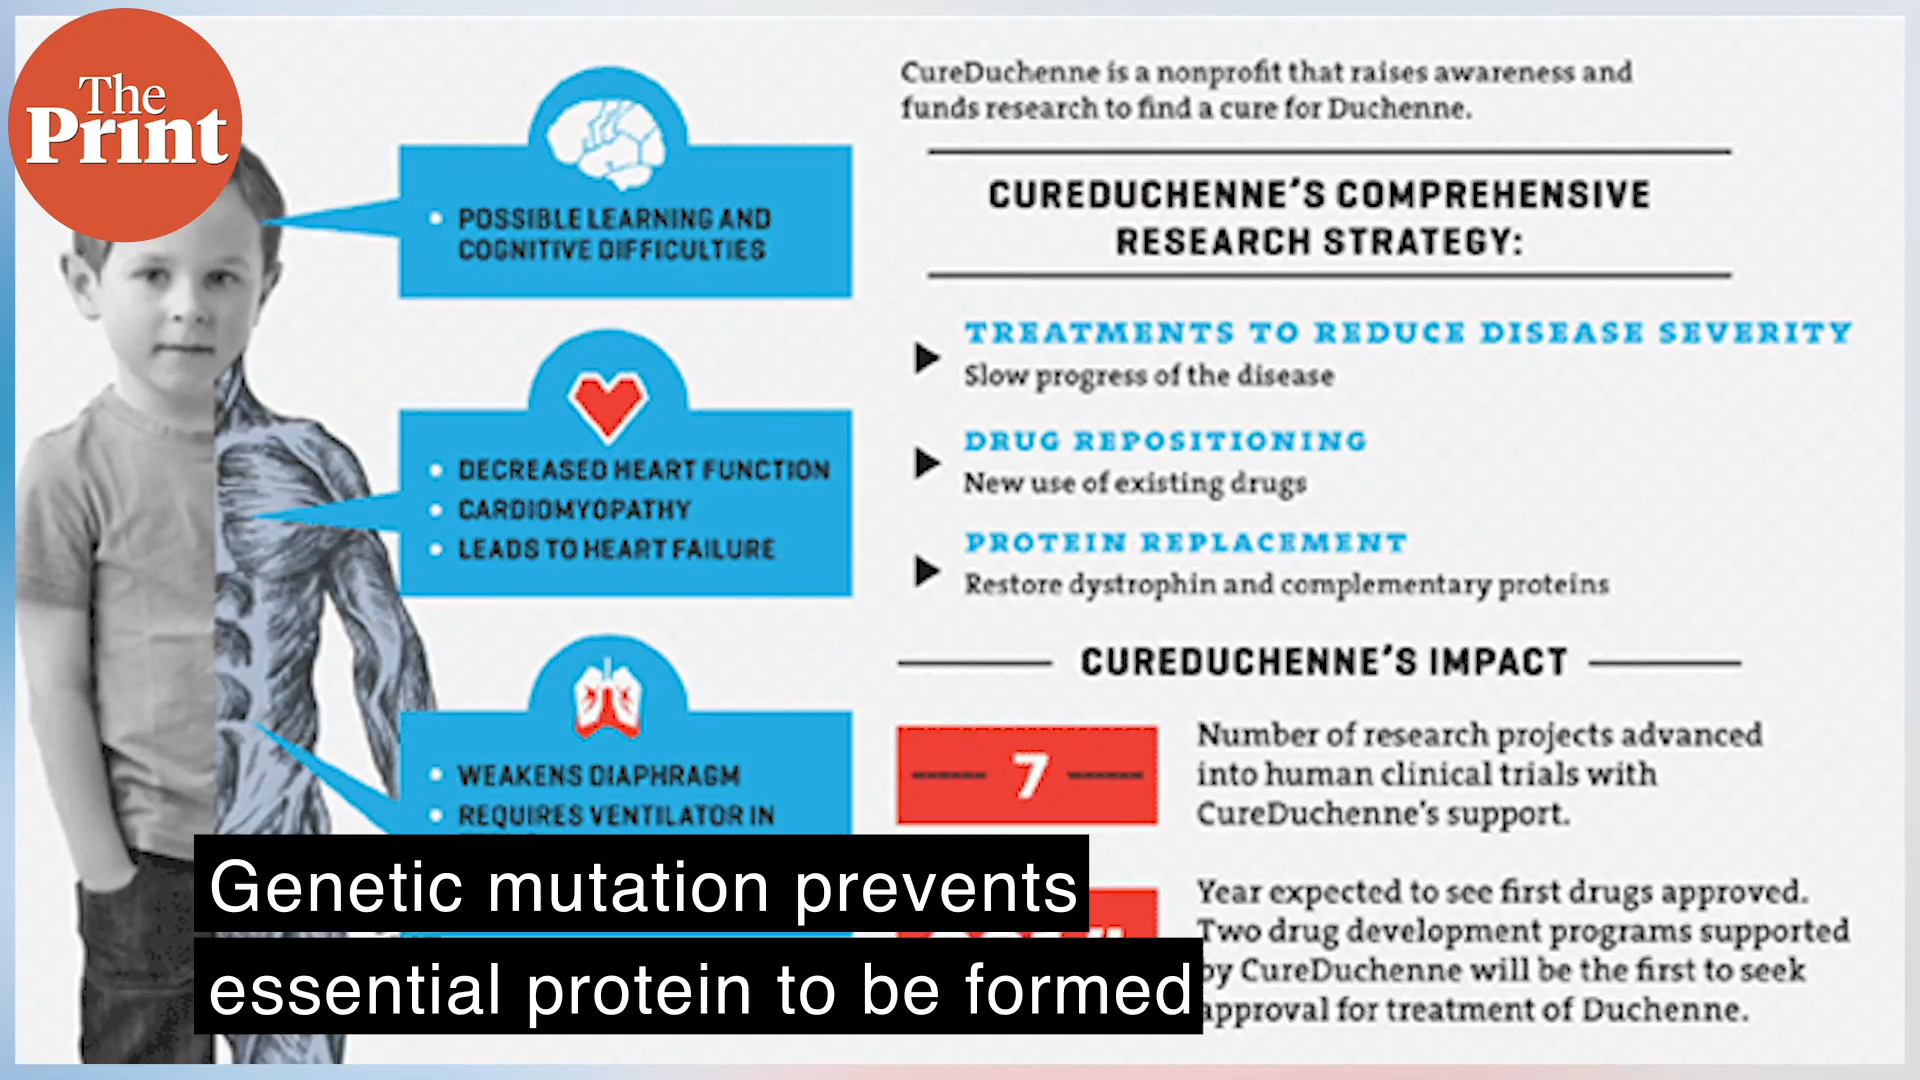 The
Print
POSSIBLE LEARNING AND
COGNITIVE DIFFICULTIES
DECREASED HEART FUNCTION
CARDIOMYOPATHY
LEADS TO HEART FAILURE
WEAKENS DIAPHRAGM
REQUIRES VENTILATOR IN
CureDuchenne is a nonprofit that raises awareness and
funds research to find a cure for Duchenne.
CUREDUCHENNE'S COMPREHENSIVE
RESEARCH STRATEGY:
TREATMENTS TO REDUCE DISEASE SEVERITY
Slow progress of the disease
DRUG REPOSITIONING
New use of existing drugs
PROTEIN REPLACEMENT
Restore dystrophin and complementary proteins
CUREDUCHENNE'S IMPACT
7
Number of research projects advanced
into human clinical trials with
CureDuchenne's support.
Year expected to see first drugs approved.
Two drug development programs supported
by CureDuchenne will be the first to seek
approval for treatment of Duchenne.
Genetic mutation prevents
essential protein to be formed